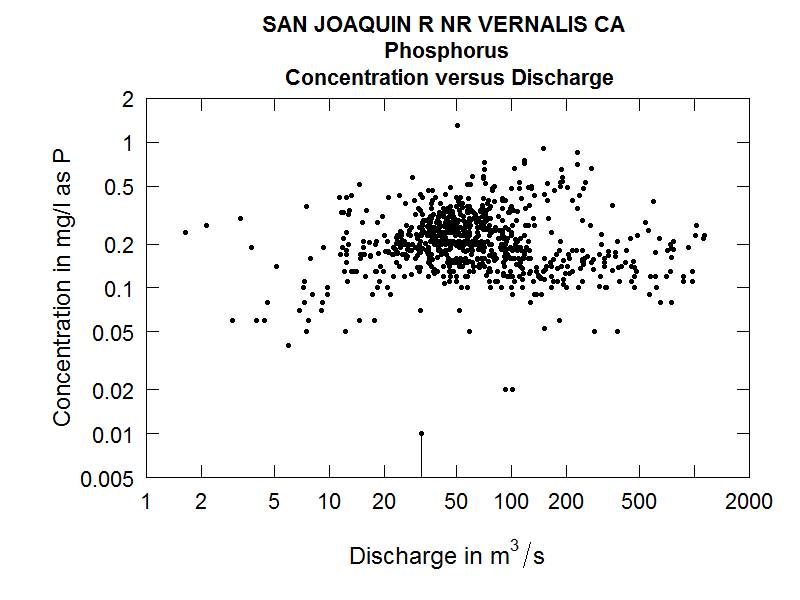 SAN JOAQUIN R NR VERNALIS CA
Phosphorus
Concentration versus Discharge
Concentration in mg/l as P
2
1
0.5
0.2
0.1
0.05
0.02
0.01
0.005
1 2 5 10 20 50 100 200 500 2000
Discharge in m³/s